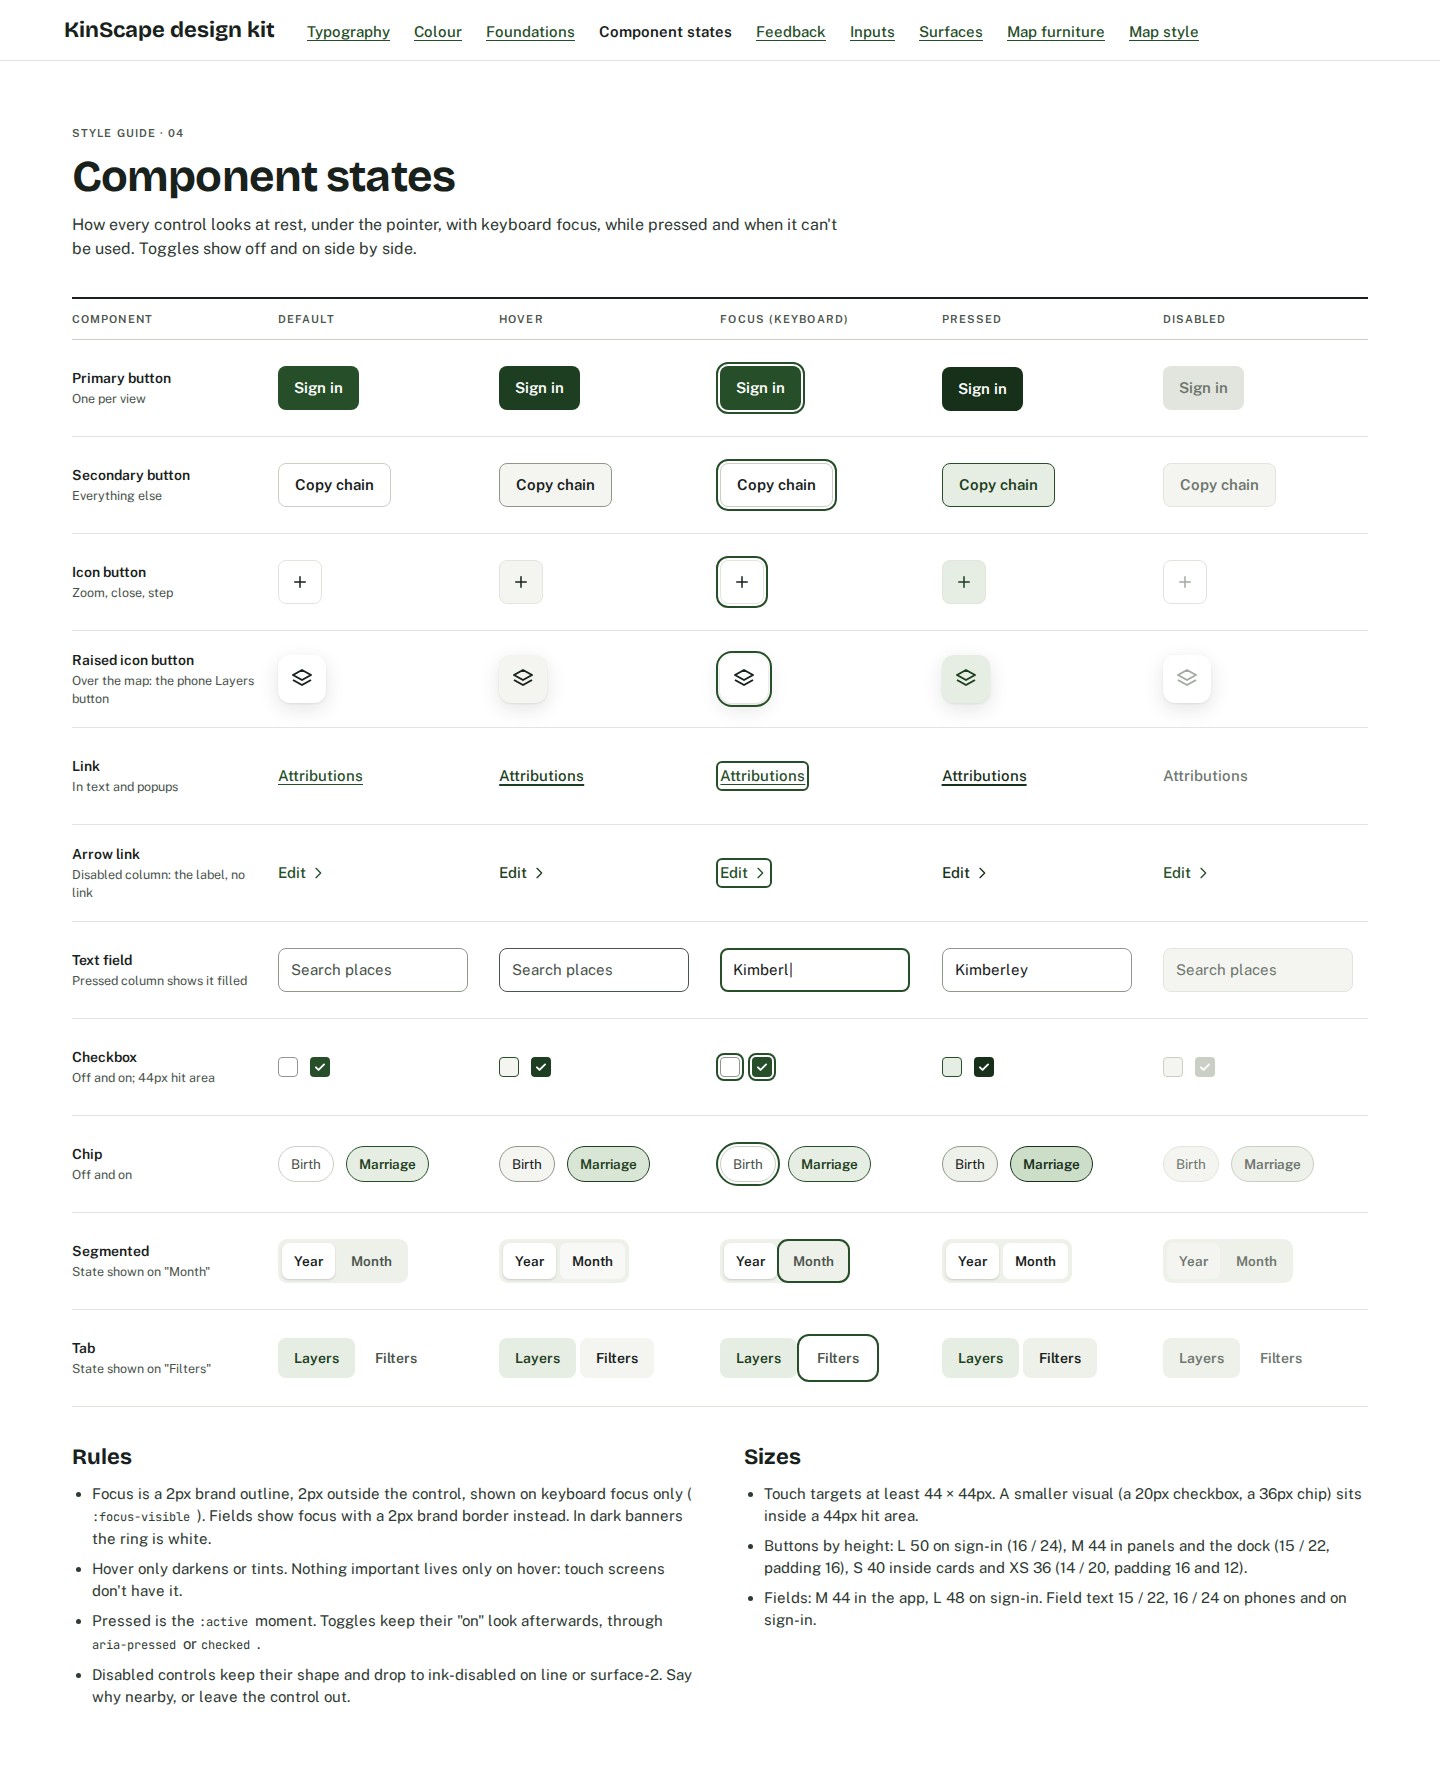 KinScape design kit Typography Colour Foundations Component states Feedback Inputs Surfaces Map furniture Map style
STYLE GUIDE · 04
Component states
How every control looks at rest, under the pointer, with keyboard focus, while pressed and when it can't
be used. Toggles show off and on side by side.
COMPONENT DEFAULT HOVER FOCUS (KEYBOARD) PRESSED DISABLED
Primary button
One per view
Sign in Sign in Sign in Sign in Sign in
Secondary button
Everything else
Copy chain Copy chain Copy chain Copy chain Copy chain
Icon button
Zoom, close, step
Raised icon button
Over the map: the phone Layers
button
Link
In text and popups
Attributions Attributions Attributions Attributions Attributions
Arrow link
Disabled column: the label, no
link
Edit Edit Edit Edit Edit
Text field
Pressed column shows it filled
Search places Search places Kimberl Kimberley Search places
Checkbox
Off and on; 44px hit area
Chip
Off and on
Birth Marriage Birth Marriage Birth Marriage Birth Marriage Birth Marriage
Segmented
State shown on "Month"
Year Month Year Month Year Month Year Month Year Month
Tab
State shown on "Filters"
Layers Filters Layers Filters Layers Filters Layers Filters Layers Filters
Rules
• Focus is a 2px brand outline, 2px outside the control, shown on keyboard focus only (
:focus-visible ). Fields show focus with a 2px brand border instead. In dark banners
the ring is white.
• Hover only darkens or tints. Nothing important lives only on hover: touch screens
don't have it.
• Pressed is the :active moment. Toggles keep their "on" look afterwards, through
aria-pressed or checked .
• Disabled controls keep their shape and drop to ink-disabled on line or surface-2. Say
why nearby, or leave the control out.
Sizes
• Touch targets at least 44 × 44px. A smaller visual (a 20px checkbox, a 36px chip) sits
inside a 44px hit area.
• Buttons by height: L 50 on sign-in (16 / 24), M 44 in panels and the dock (15 / 22,
padding 16), S 40 inside cards and XS 36 (14 / 20, padding 16 and 12).
• Fields: M 44 in the app, L 48 on sign-in. Field text 15 / 22, 16 / 24 on phones and on
sign-in.